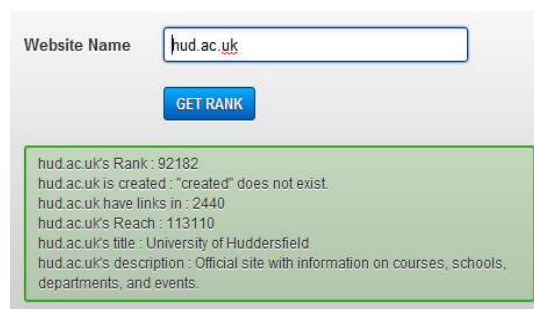 Website Name
hud.ac.uk
GET RANK
hud.ac.uk's Rank : 92182
hud.ac.uk is created : "created" does not exist.
hud.ac.uk have links in : 2440
hud.ac.uk's Reach : 113110
hud.ac.uk's title : University of Huddersfield
hud.ac.uk's description : Official site with information on courses, schools,
departments, and events.